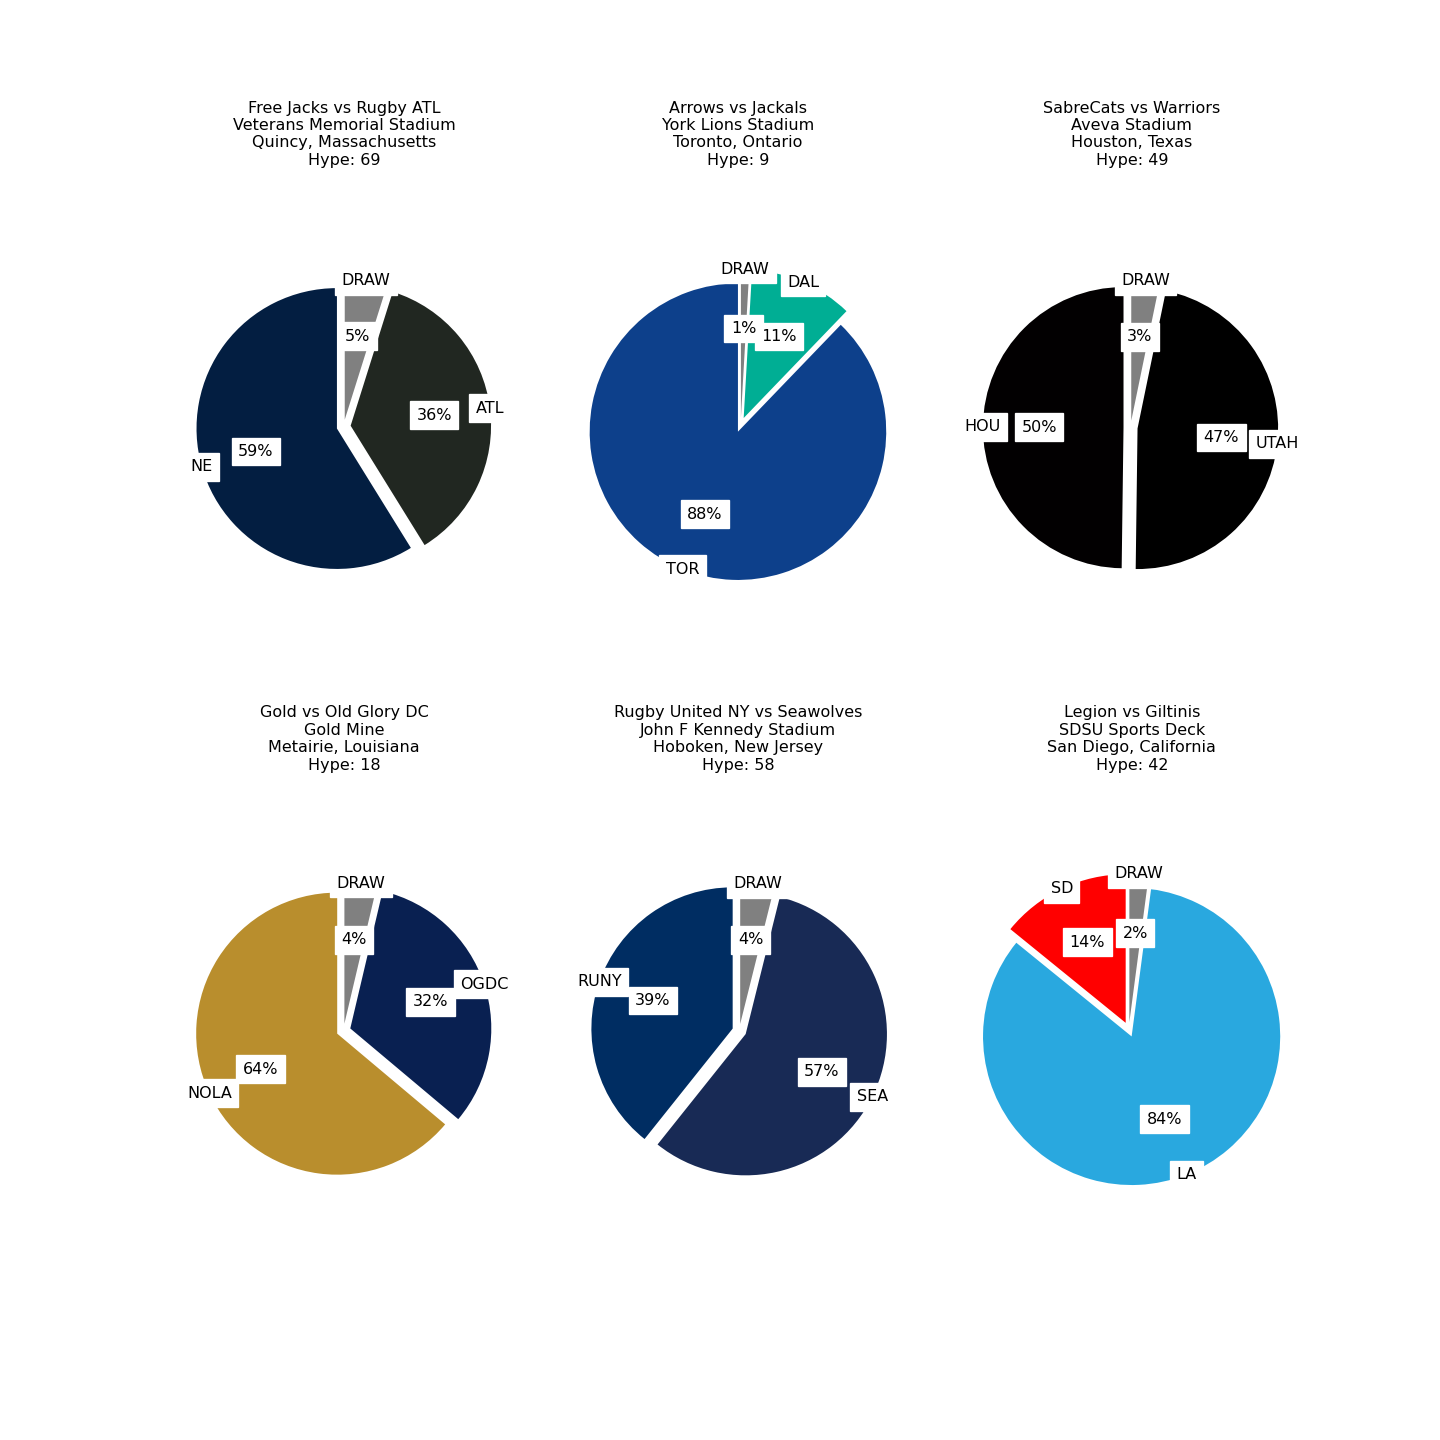 Free Jacks vs Rugby ATL
Veterans Memorial Stadium
Quincy, Massachusetts
Hype: 69
DRAW
5%
ATL
36%
NE
59%
Arrows vs Jackals
York Lions Stadium
Toronto, Ontario
Hype: 9
DRAW
DAL
1%
11%
88%
TOR
SabreCats vs Warriors
Aveva Stadium
Houston, Texas
Hype: 49
DRAW
3%
HOU
50%
47%
UTAH
Gold vs Old Glory DC
Gold Mine
Metairie, Louisiana
Hype: 18
DRAW
4%
OGDC
32%
64%
NOLA
Rugby United NY vs Seawolves
John F Kennedy Stadium
Hoboken, New Jersey
Hype: 58
DRAW
4%
RUNY
39%
57%
SEA
Legion vs Giltinis
SDSU Sports Deck
San Diego, California
Hype: 42
DRAW
SD
2%
14%
84%
LA